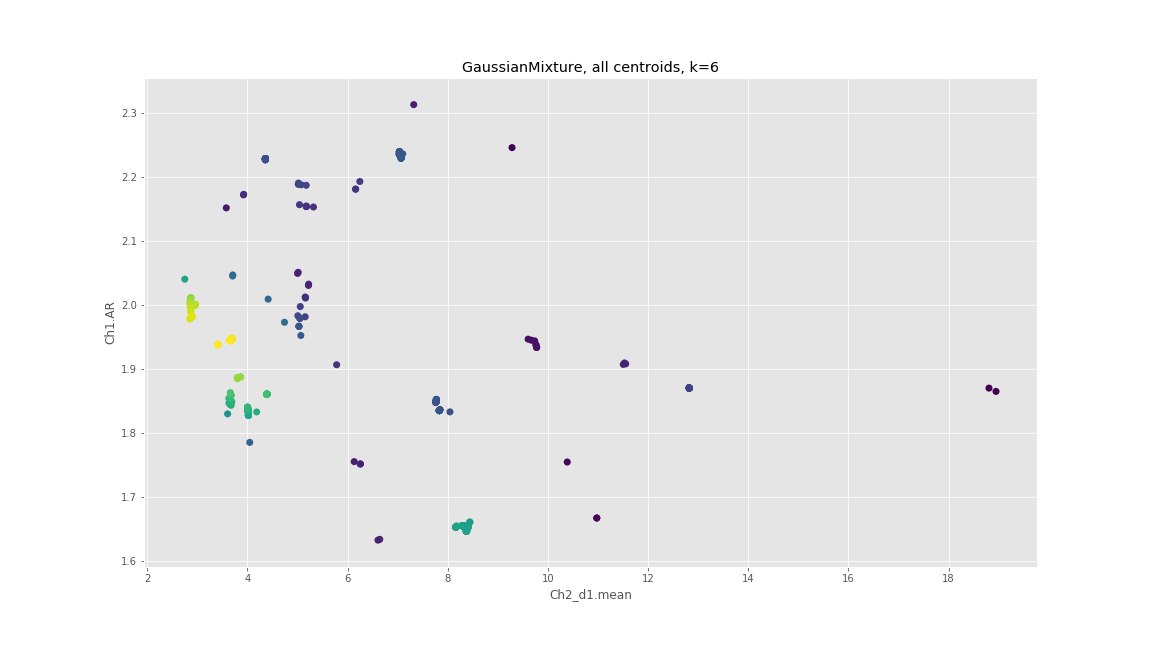 GaussianMixture, all centroids, k=6
2.3
2.2
2.1
2.0
1.9
1.8
1.7
1.6
Ch1.AR
2 4 6 8 10 12 14 16 18
Ch2_d1.mean